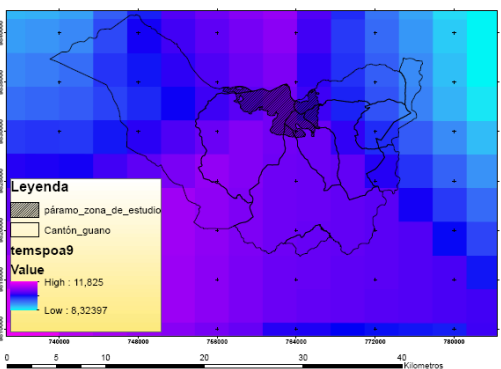 Leyenda
páramo_zona_de_estudio
Cantón_guano
temspoa9
Value
High : 11,825
Low : 8,32397
740000 748000 756000 764000 772000 780000
0 5 10 20 30 40
Kilometros